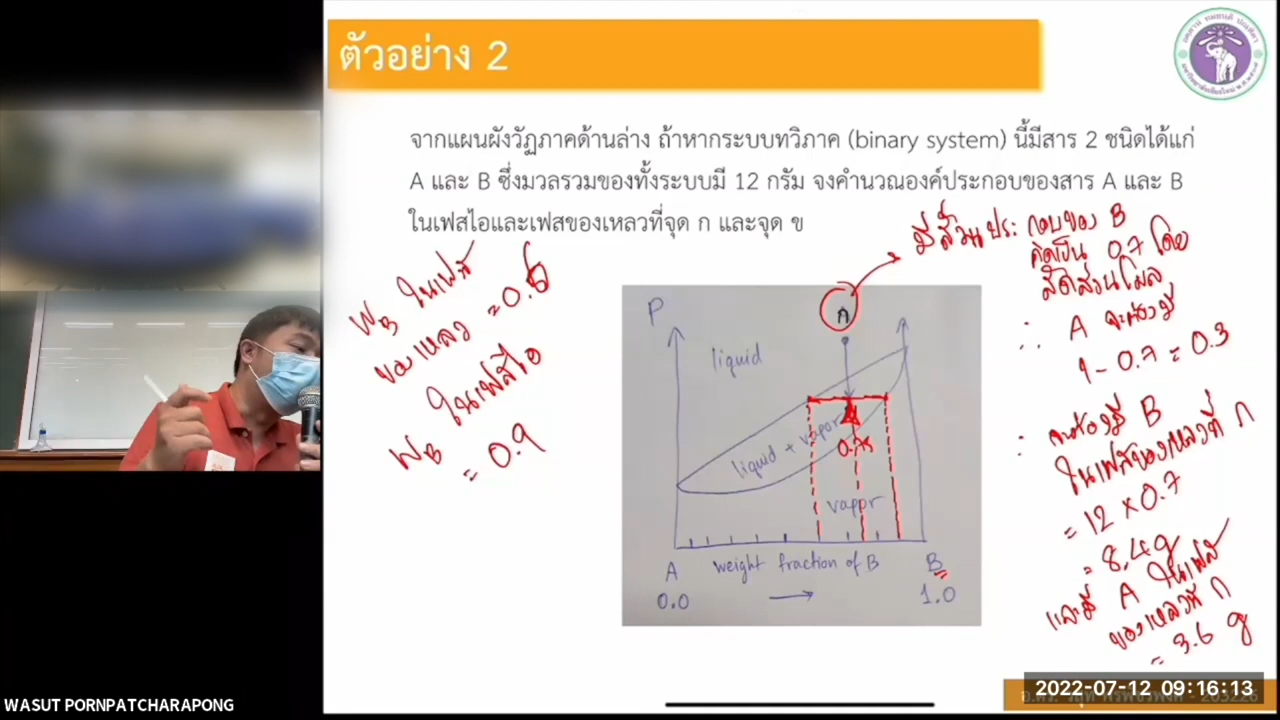 ตัวอย่าง 2
จากแผนผังวัฏภาคด้านล่าง ถ้าหากระบบทวิภาค (binary system) นี้มีสาร 2 ชนิดได้แก่
A และ B ซึ่งมวลรวมของทั้งระบบมี 12 กรัม จงคำนวณองค์ประกอบของสาร A และ B
ในเฟสไอและเฟสของเหลวที่จุด ก และจุด ข
W_B ในเฟส
ของเหลว = 0.6
W_B ในเฟสไอ
= 0.9
มีส่วนประกอบของ B
คิดเป็น 0.7 โดย
สัดส่วนโมล
∴ A จะต้องมี
1 - 0.7 = 0.3
∴ จะต้องมี B
ในเฟสของเหลวที่ ก
= 12 × 0.7
= 8.4 g
และมี A ในเฟส
ของเหลวที่ ก
= 3.6 g
P
A
liquid
liquid + vapor
vappr
A weight fraction of B B
0.0 1.0
WASUT PORNPATCHARAPONG
2022-07-12 09:16:13